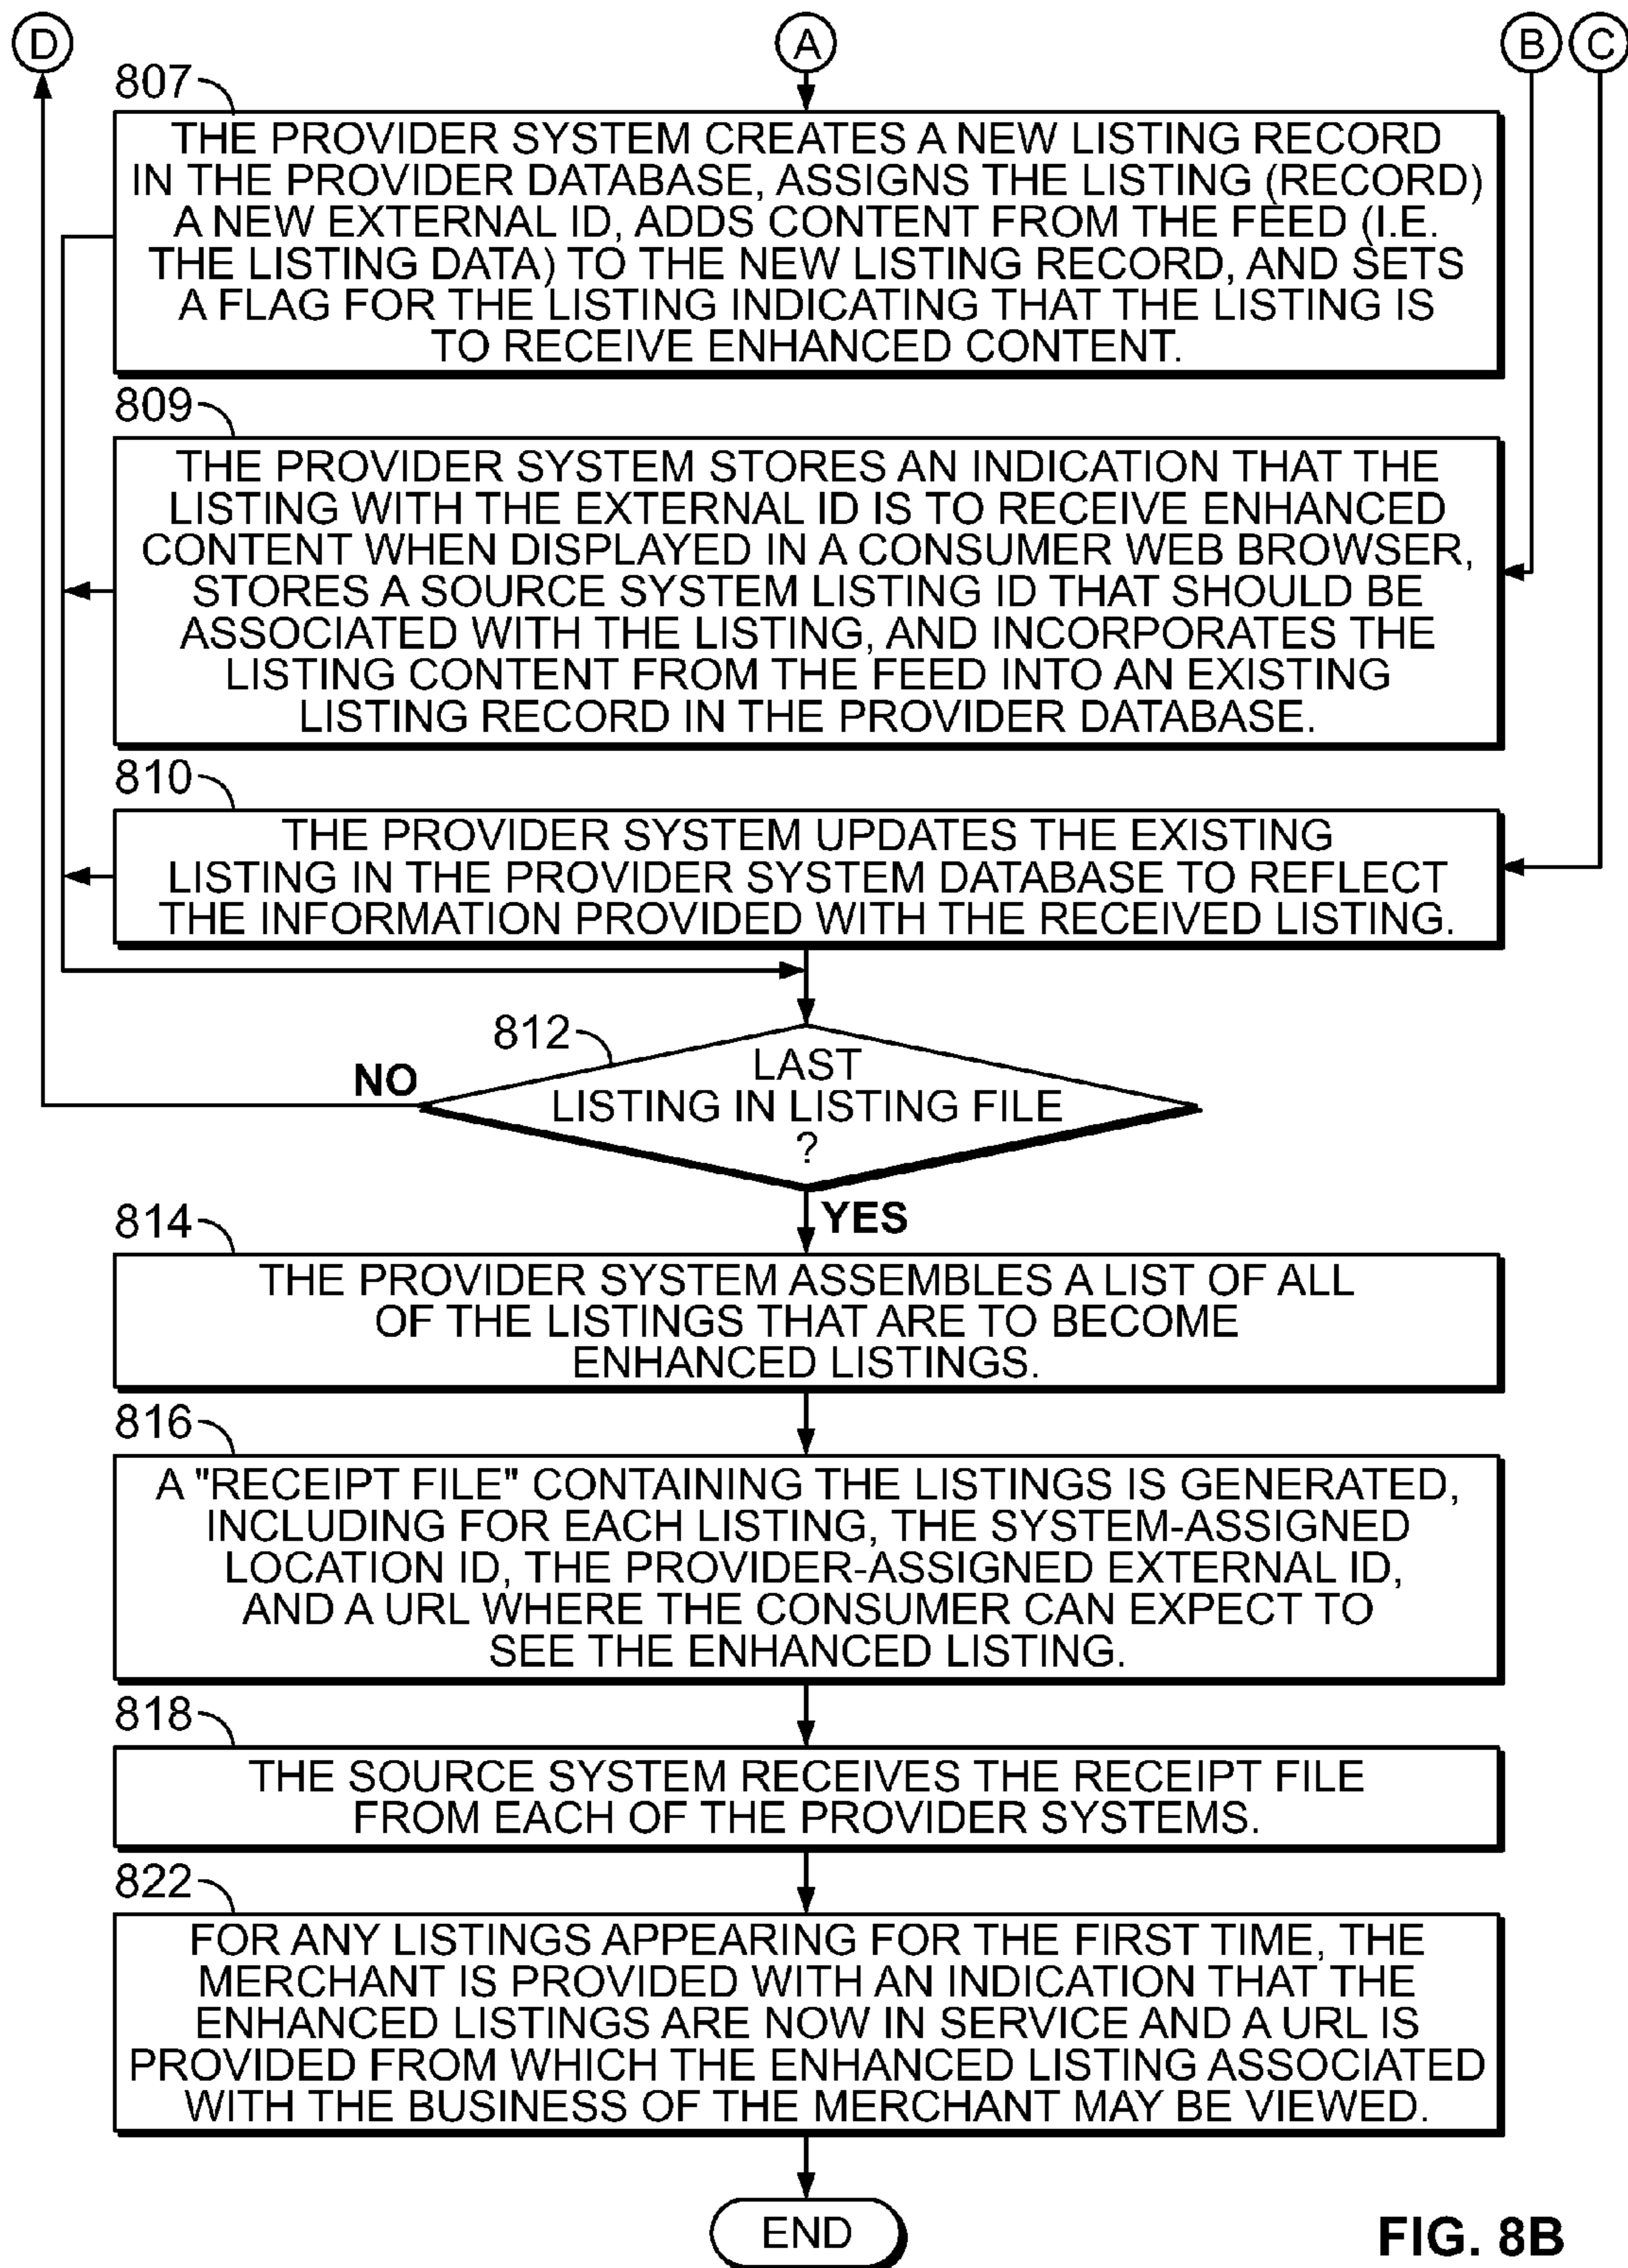 D
A
B
C
807
THE PROVIDER SYSTEM CREATES A NEW LISTING RECORD
IN THE PROVIDER DATABASE, ASSIGNS THE LISTING (RECORD)
A NEW EXTERNAL ID, ADDS CONTENT FROM THE FEED (I.E.
THE LISTING DATA) TO THE NEW LISTING RECORD, AND SETS
A FLAG FOR THE LISTING INDICATING THAT THE LISTING IS
TO RECEIVE ENHANCED CONTENT.
809
THE PROVIDER SYSTEM STORES AN INDICATION THAT THE
LISTING WITH THE EXTERNAL ID IS TO RECEIVE ENHANCED
CONTENT WHEN DISPLAYED IN A CONSUMER WEB BROWSER,
STORES A SOURCE SYSTEM LISTING ID THAT SHOULD BE
ASSOCIATED WITH THE LISTING, AND INCORPORATES THE
LISTING CONTENT FROM THE FEED INTO AN EXISTING
LISTING RECORD IN THE PROVIDER DATABASE.
810
THE PROVIDER SYSTEM UPDATES THE EXISTING
LISTING IN THE PROVIDER SYSTEM DATABASE TO REFLECT
THE INFORMATION PROVIDED WITH THE RECEIVED LISTING.
812
NO
LAST
LISTING IN LISTING FILE
?
YES
814
THE PROVIDER SYSTEM ASSEMBLES A LIST OF ALL
OF THE LISTINGS THAT ARE TO BECOME
ENHANCED LISTINGS.
816
A "RECEIPT FILE" CONTAINING THE LISTINGS IS GENERATED,
INCLUDING FOR EACH LISTING, THE SYSTEM-ASSIGNED
LOCATION ID, THE PROVIDER-ASSIGNED EXTERNAL ID,
AND A URL WHERE THE CONSUMER CAN EXPECT TO
SEE THE ENHANCED LISTING.
818
THE SOURCE SYSTEM RECEIVES THE RECEIPT FILE
FROM EACH OF THE PROVIDER SYSTEMS.
822
FOR ANY LISTINGS APPEARING FOR THE FIRST TIME, THE
MERCHANT IS PROVIDED WITH AN INDICATION THAT THE
ENHANCED LISTINGS ARE NOW IN SERVICE AND A URL IS
PROVIDED FROM WHICH THE ENHANCED LISTING ASSOCIATED
WITH THE BUSINESS OF THE MERCHANT MAY BE VIEWED.
END
FIG. 8B